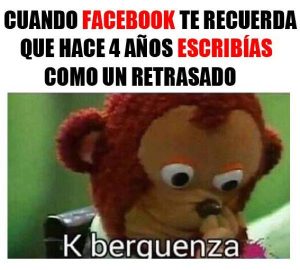 CUANDO FACEBOOK TE RECUERDA
QUE HACE 4 AÑOS ESCRIBÍAS
COMO UN RETRASADO
K berguenza